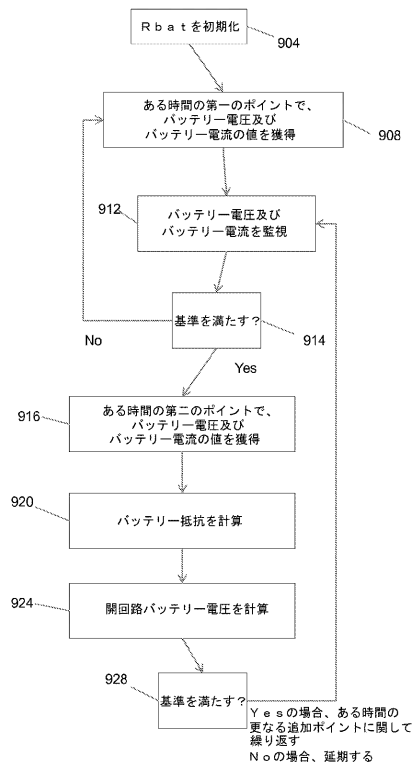 Ｒｂａｔを初期化
904
ある時間の第一のポイントで、
バッテリー電圧及び
バッテリー電流の値を獲得
908
912
バッテリー電圧及び
バッテリー電流を監視
基準を満たす？
914
No
Yes
916
ある時間の第二のポイントで、
バッテリー電圧及び
バッテリー電流の値を獲得
920
バッテリー抵抗を計算
924
開回路バッテリー電圧を計算
928
基準を満たす？
Ｙｅｓの場合、ある時間の
更なる追加ポイントに関して
繰り返す
Ｎｏの場合、延期する